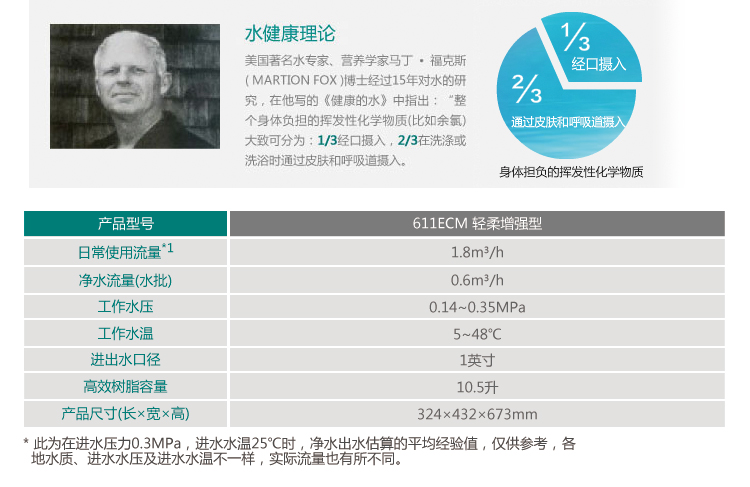 水健康理论
美国著名水专家、营养学家马丁·福克斯
( MARTION FOX )博士经过15年对水的研
究，在他写的《健康的水》中指出：“整
个身体负担的挥发性化学物质(比如余氯)
大致可分为：1/3经口摄入，2/3在洗涤或
洗浴时通过皮肤和呼吸道摄入。
1/3
经口摄入
2/3
通过皮肤和呼吸道摄入
身体担负的挥发性化学物质
产品型号 611ECM 轻柔增强型
日常使用流量*1 1.8m³/h
净水流量(水批) 0.6m³/h
工作水压 0.14~0.35MPa
工作水温 5~48℃
进出水口径 1英寸
高效树脂容量 10.5升
产品尺寸(长×宽×高) 324×432×673mm
* 此为在进水压力0.3MPa，进水水温25℃时，净水出水估算的平均经验值，仅供参考，各
地水质、进水水压及进水水温不一样，实际流量也有所不同。